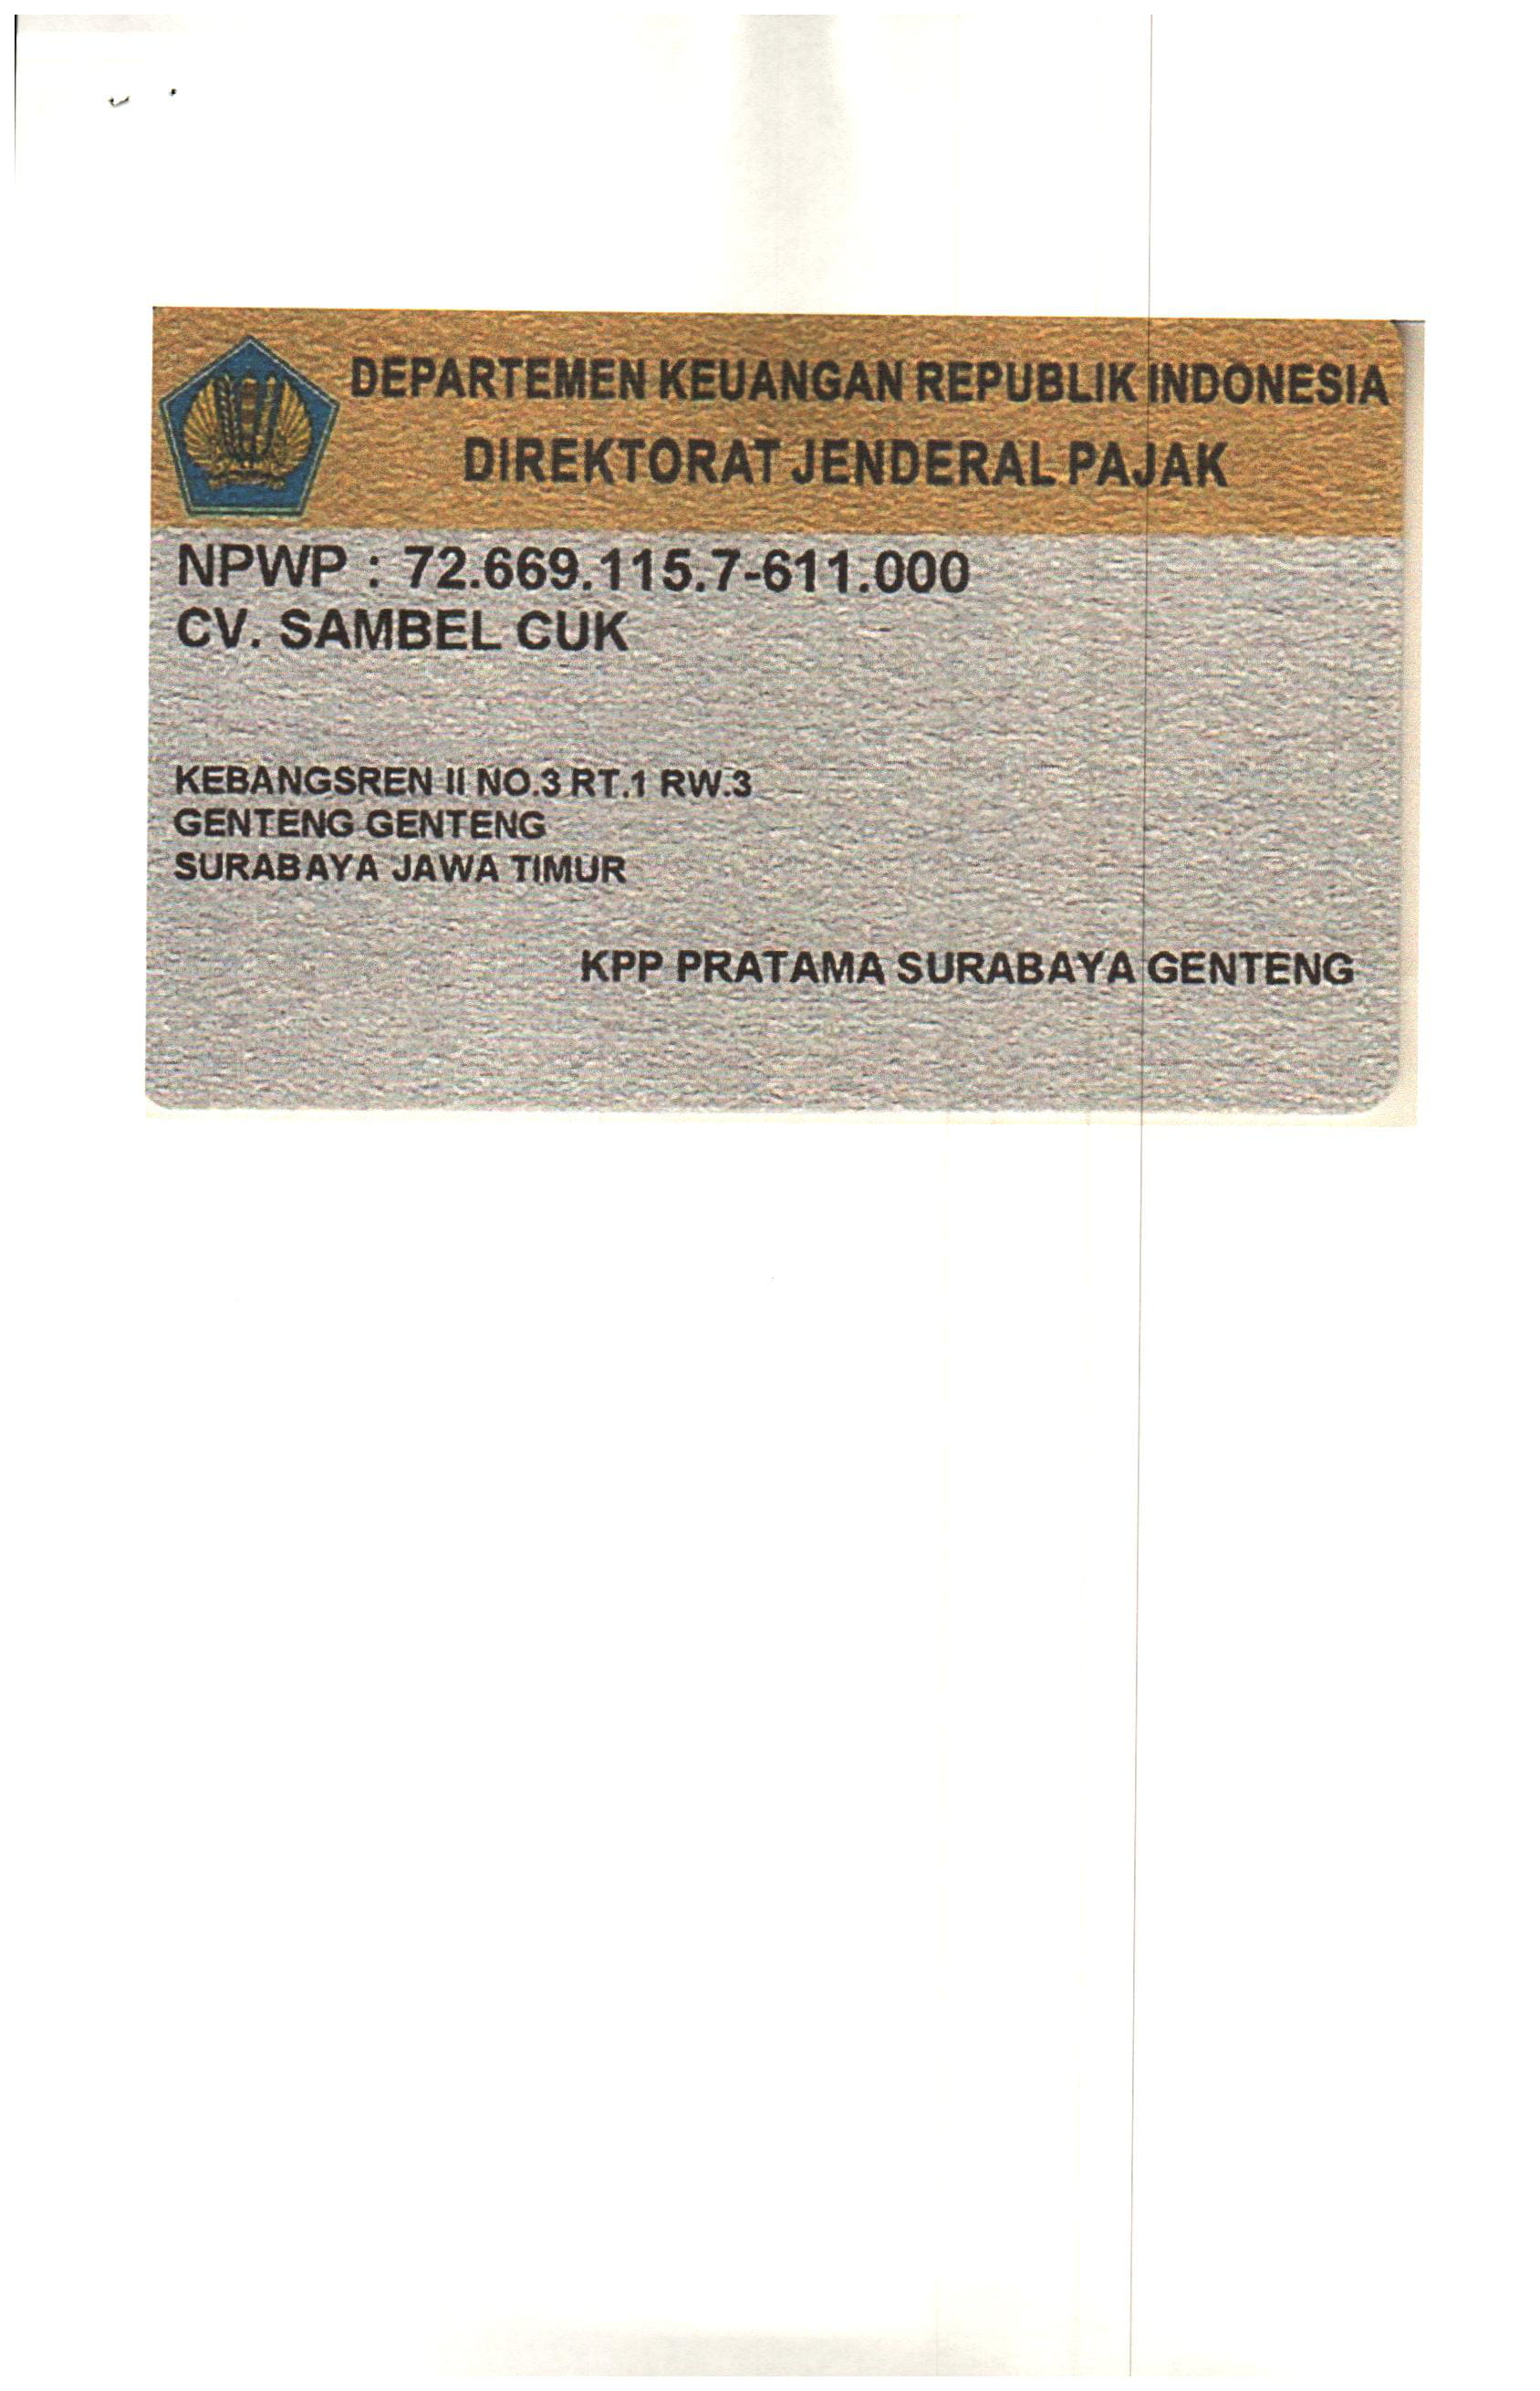 DEPARTEMEN KEUANGAN REPUBLIK INDONESIA
DIREKTORAT JENDERAL PAJAK
NPWP : 72.669.115.7-611.000
CV. SAMBEL CUK
KEBANGSREN II NO.3 RT.1 RW.3
GENTENG GENTENG
SURABAYA JAWA TIMUR
KPP PRATAMA SURABAYA GENTENG